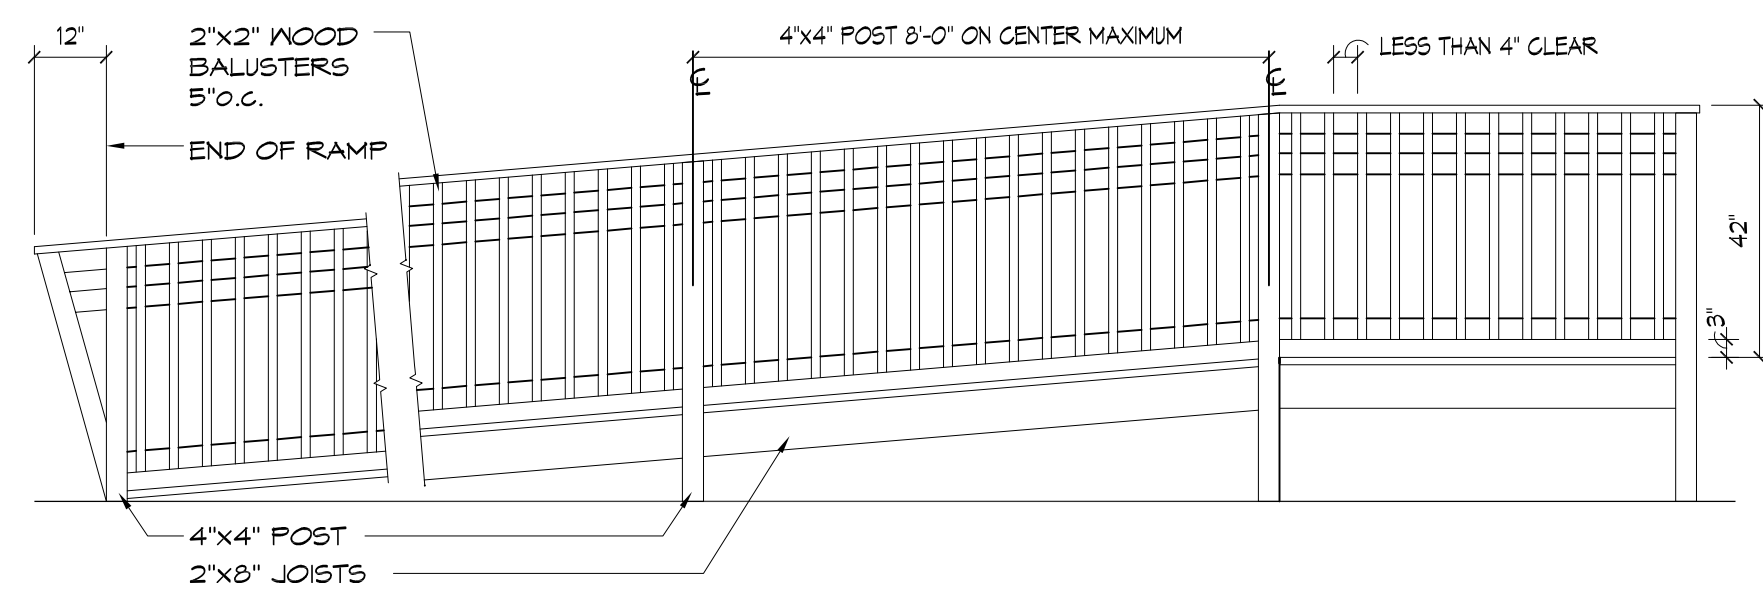 12"
2"x2" WOOD
BALUSTERS
5"O.C.
END OF RAMP
4"x4" POST 8'-0" ON CENTER MAXIMUM
℄
℄
LESS THAN 4" CLEAR
42"
3"
4"x4" POST
2"x8" JOISTS